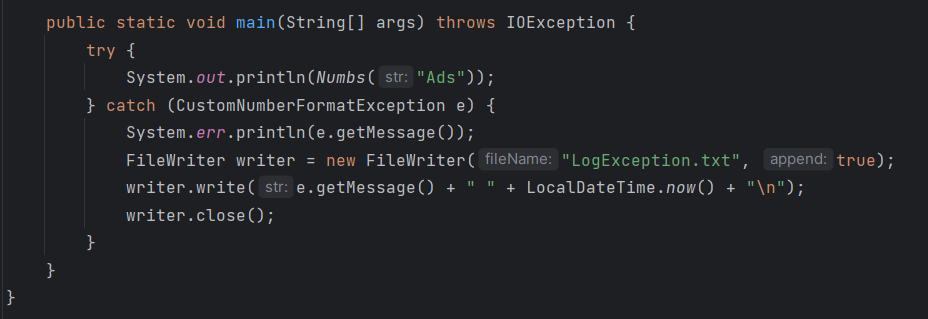 public static void main(String[] args) throws IOException {
try {
System.out.println(Numbs( str: "Ads"));
} catch (CustomNumberFormatException e) {
System.err.println(e.getMessage());
FileWriter writer = new FileWriter( fileName: "LogException.txt", append: true);
writer.write( str: e.getMessage() + " " + LocalDateTime.now() + "\n");
writer.close();
}
}
}